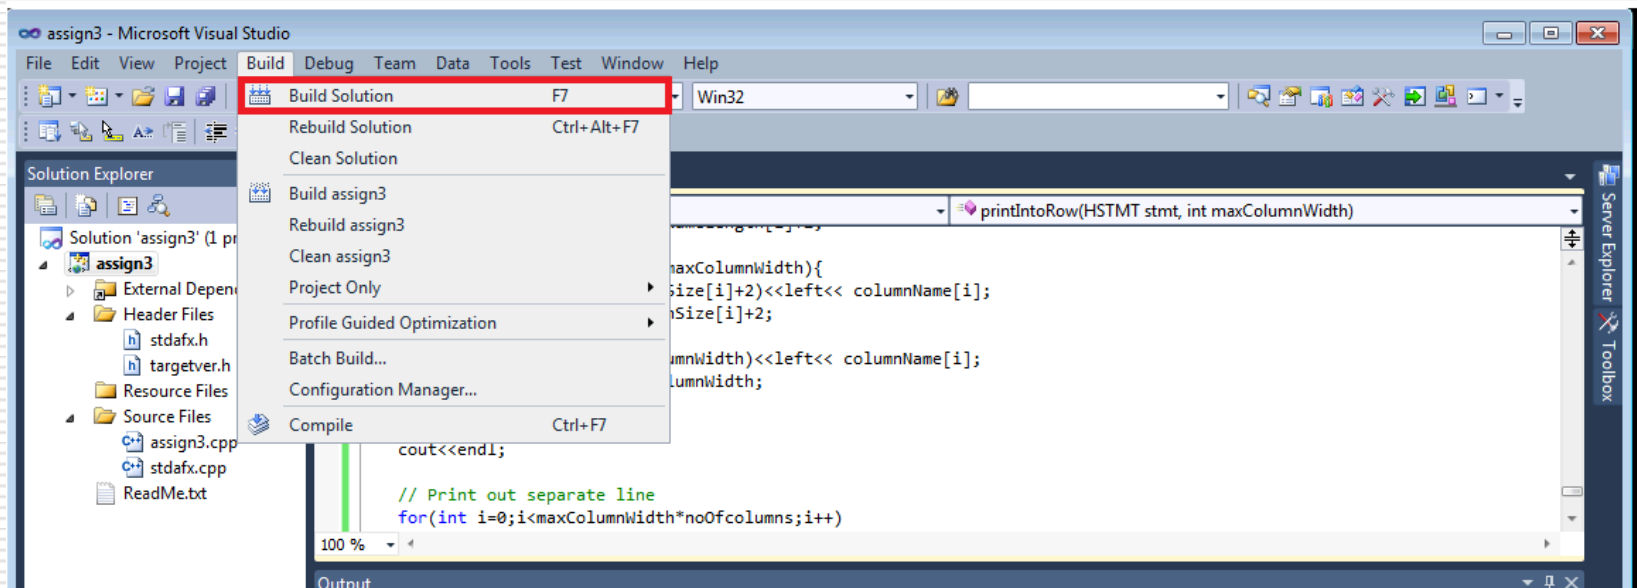 assign3 - Microsoft Visual Studio
File Edit View Project Build Debug Team Data Tools Test Window Help
Build Solution F7
Win32
Rebuild Solution Ctrl+Alt+F7
Clean Solution
Build assign3
Rebuild assign3
Clean assign3
Project Only
Profile Guided Optimization
Batch Build...
Configuration Manager...
Compile Ctrl+F7
Solution Explorer
Solution 'assign3' (1 pr
assign3
External Depen
Header Files
stdafx.h
targetver.h
Resource Files
Source Files
assign3.cpp
stdafx.cpp
ReadMe.txt
printIntoRow(HSTMT stmt, int maxColumnWidth)
maxColumnWidth){
Size[i]+2)<<left<< columnName[i];
nSize[i]+2;
umnWidth)<<left<< columnName[i];
lumnWidth;
cout<<endl;
// Print out separate line
for(int i=0;i<maxColumnWidth*noOfcolumns;i++)
100 %
Output
Server Explorer
Toolbox